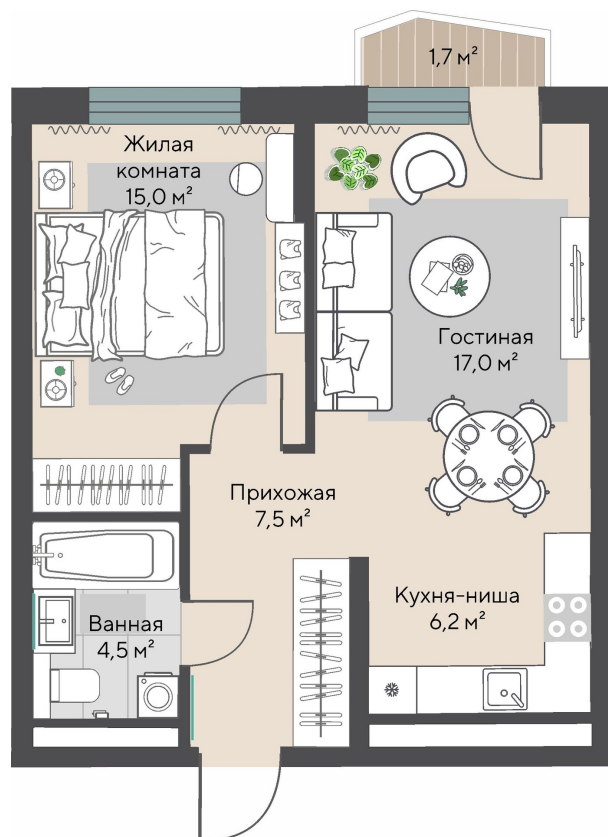 1,7 м²
Жилая
комната
15,0 м²
Гостиная
17,0 м²
Прихожая
7,5 м²
Кухня-ниша
6,2 м²
Ванная
4,5 м²